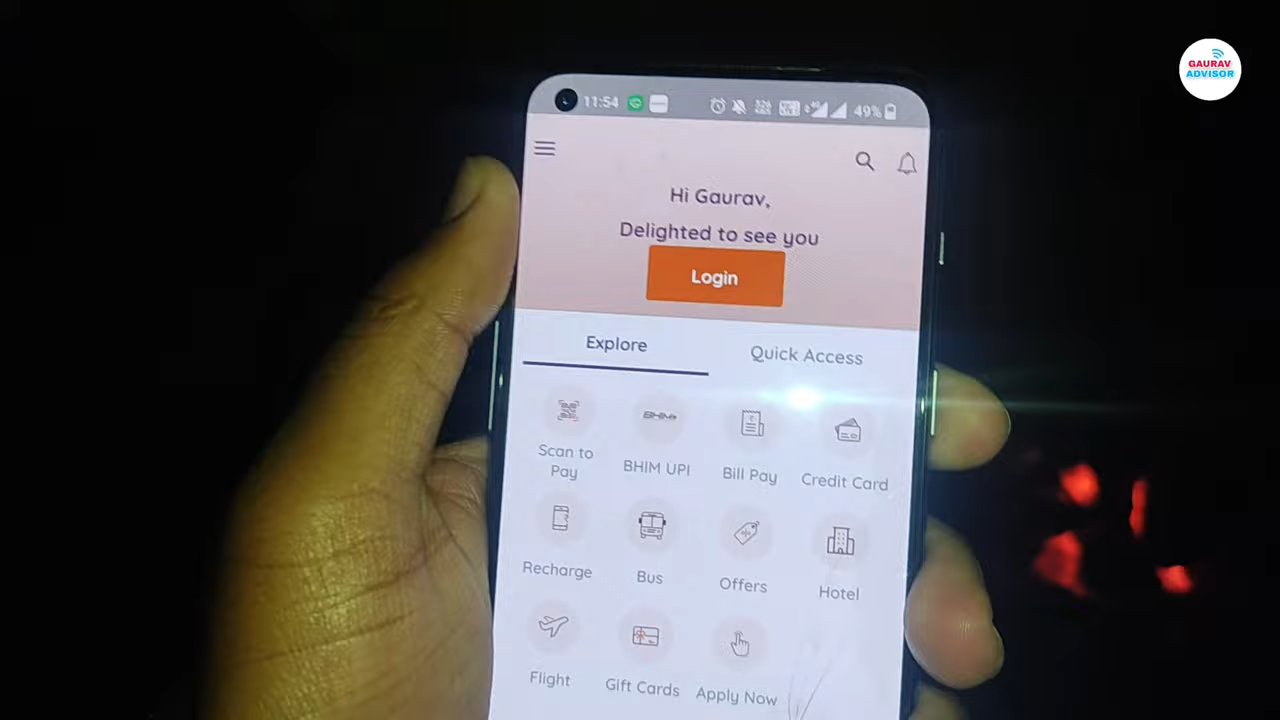 GAURAV
ADVISOR
11:54
49%
Hi Gaurav,
Delighted to see you
Login
Explore
Quick Access
Scan to
Pay
BHIM UPI
Bill Pay
Credit Card
Recharge
Bus
Offers
Hotel
Flight
Gift Cards
Apply Now